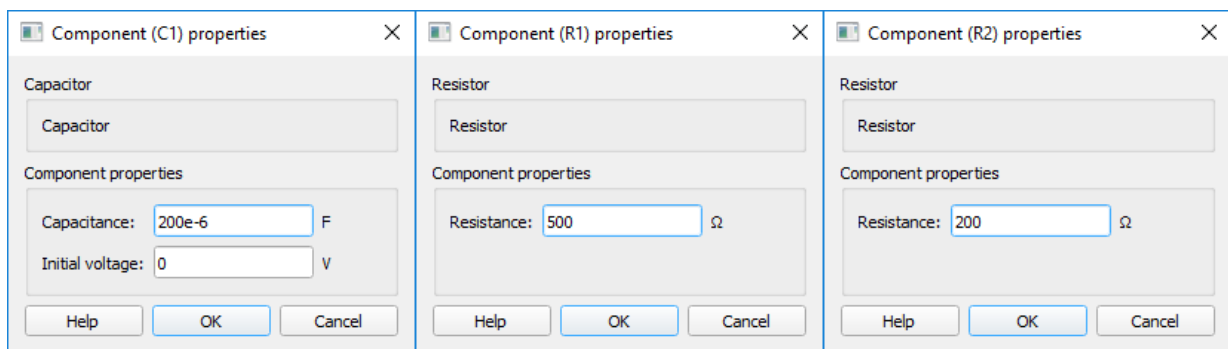 Component (C1) properties
Capacitor
Capacitor
Component properties
Capacitance: 200e-6 F
Initial voltage: 0 V
Help OK Cancel
Component (R1) properties
Resistor
Resistor
Component properties
Resistance: 500 Ω
Help OK Cancel
Component (R2) properties
Resistor
Resistor
Component properties
Resistance: 200 Ω
Help OK Cancel